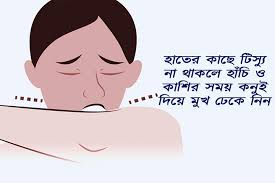 হাতের কাছে টিস্যু
না থাকলে হাঁচি ও
কাশির সময় কনুই
দিয়ে মুখ ঢেকে নিন